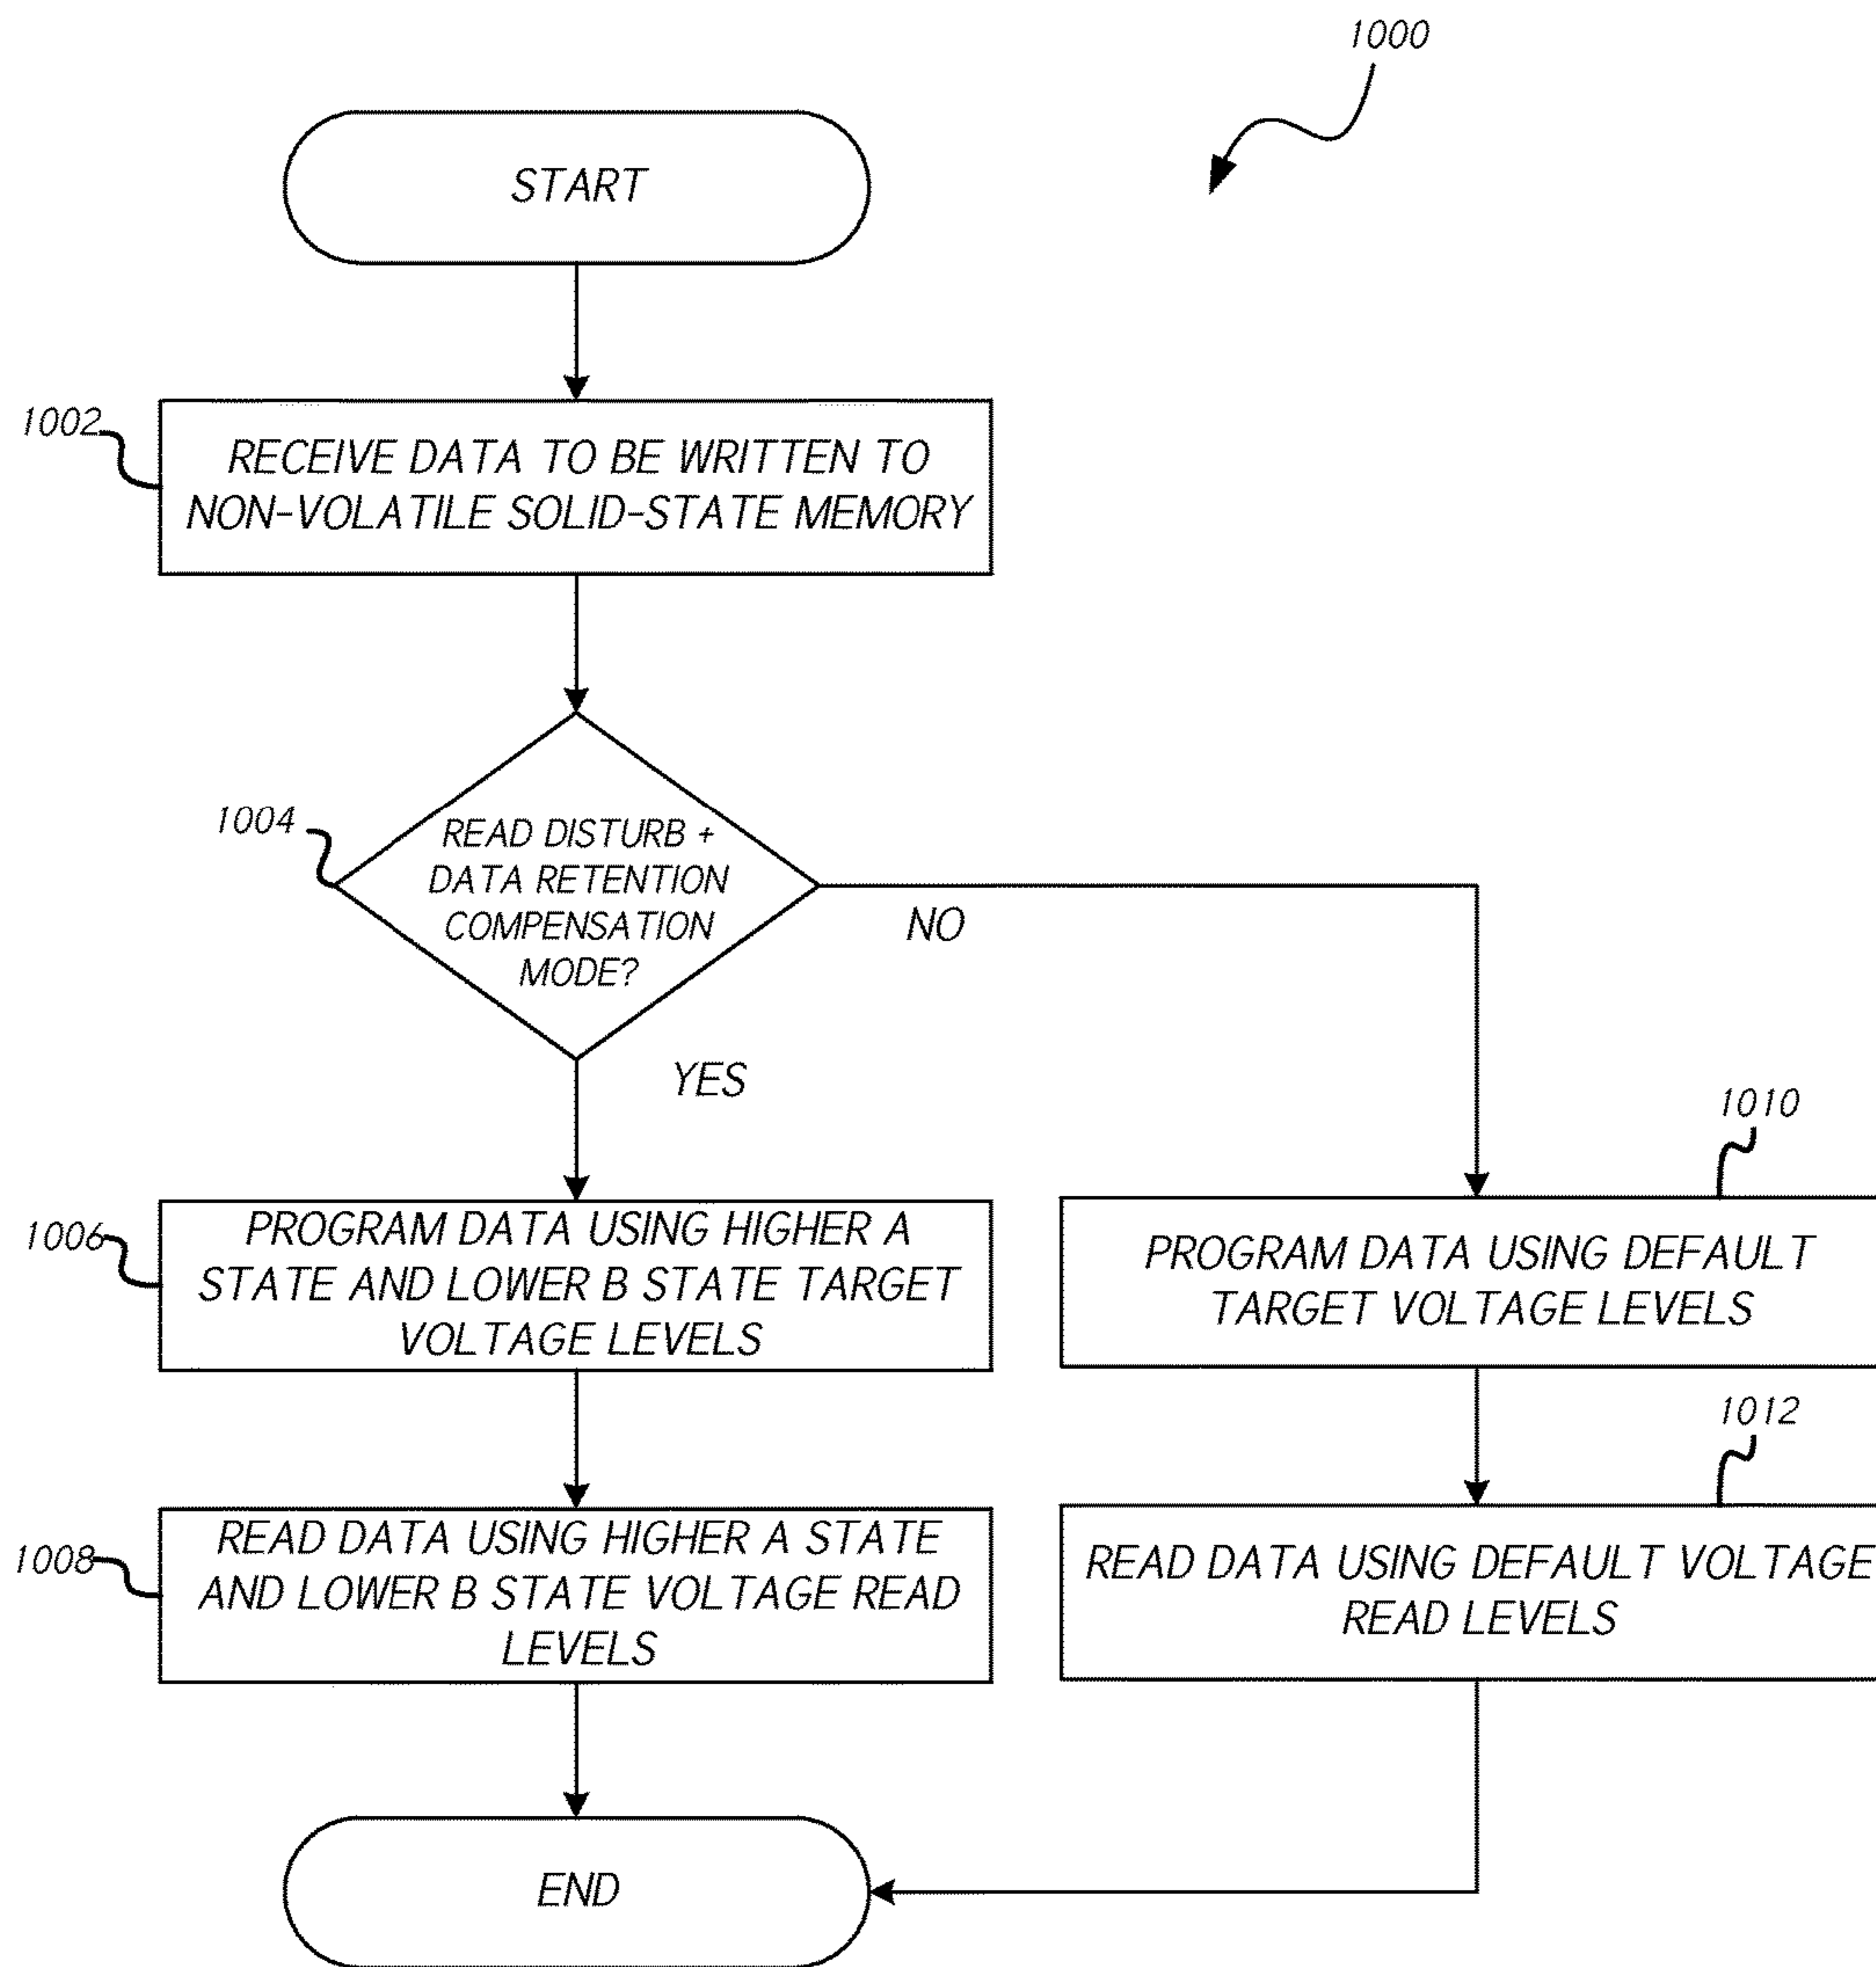 1000
START
1002
RECEIVE DATA TO BE WRITTEN TO
NON-VOLATILE SOLID-STATE MEMORY
1004
READ DISTURB +
DATA RETENTION
COMPENSATION
MODE?
NO
YES
1006
PROGRAM DATA USING HIGHER A
STATE AND LOWER B STATE TARGET
VOLTAGE LEVELS
1010
PROGRAM DATA USING DEFAULT
TARGET VOLTAGE LEVELS
1008
READ DATA USING HIGHER A STATE
AND LOWER B STATE VOLTAGE READ
LEVELS
1012
READ DATA USING DEFAULT VOLTAGE
READ LEVELS
END